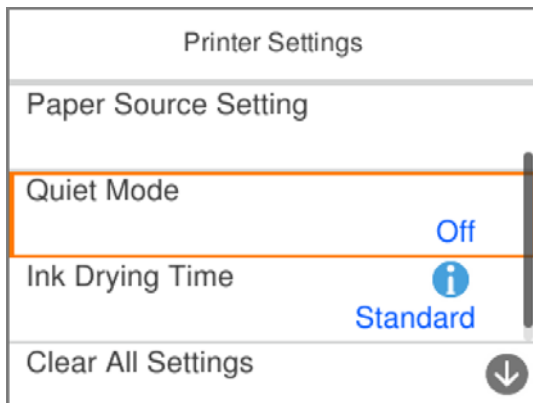 Printer Settings
Paper Source Setting
Quiet Mode
Off
Ink Drying Time
Standard
Clear All Settings